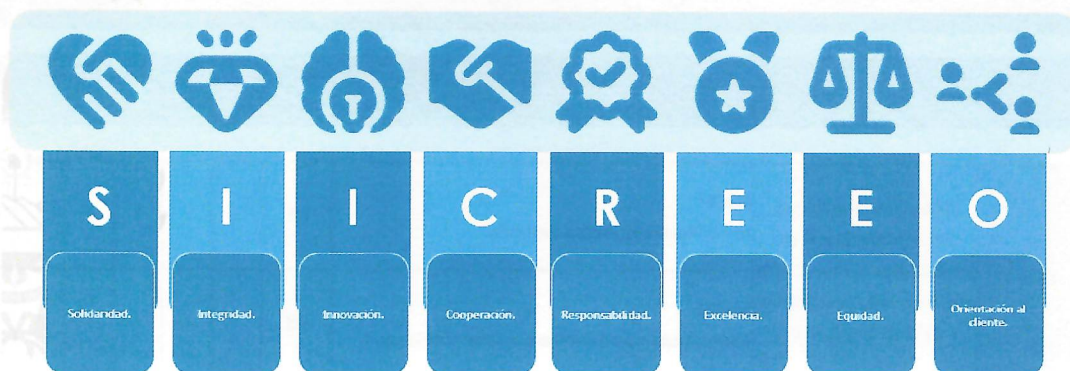 S I I C R E E O
Solidaridad. Integridad. Innovación. Cooperación. Responsabilidad. Excelencia. Equidad. Orientación al
cliente.